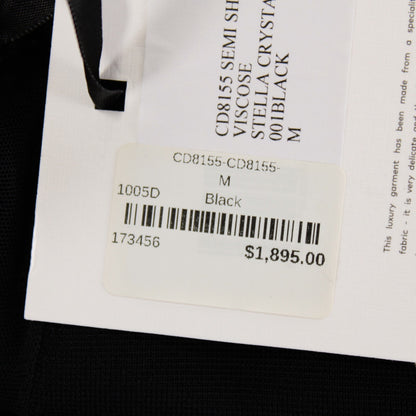 CD8155 SEMI SH
VISCOSE
STELLA CRYSTA
001BLACK
M
CD8155-CD8155-
M
1005D Black
173456 $1,895.00
This luxury garment has been made from a speciali
fabric - it is very delicate and